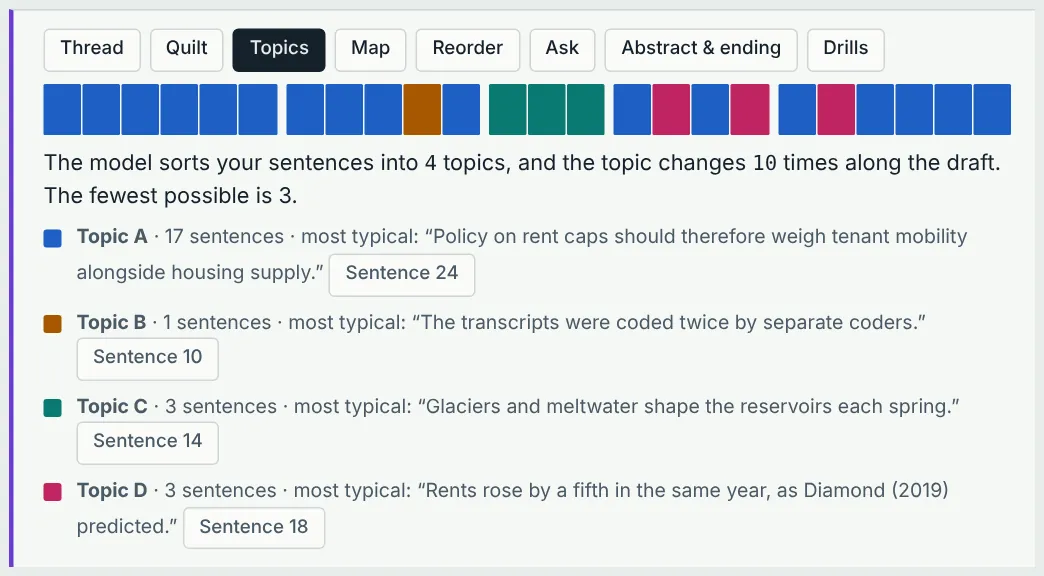 Thread Quilt Topics Map Reorder Ask Abstract & ending Drills
The model sorts your sentences into 4 topics, and the topic changes 10 times along the draft.
The fewest possible is 3.
Topic A · 17 sentences · most typical: “Policy on rent caps should therefore weigh tenant mobility
alongside housing supply.” Sentence 24
Topic B · 1 sentences · most typical: “The transcripts were coded twice by separate coders.”
Sentence 10
Topic C · 3 sentences · most typical: “Glaciers and meltwater shape the reservoirs each spring.”
Sentence 14
Topic D · 3 sentences · most typical: “Rents rose by a fifth in the same year, as Diamond (2019)
predicted.” Sentence 18